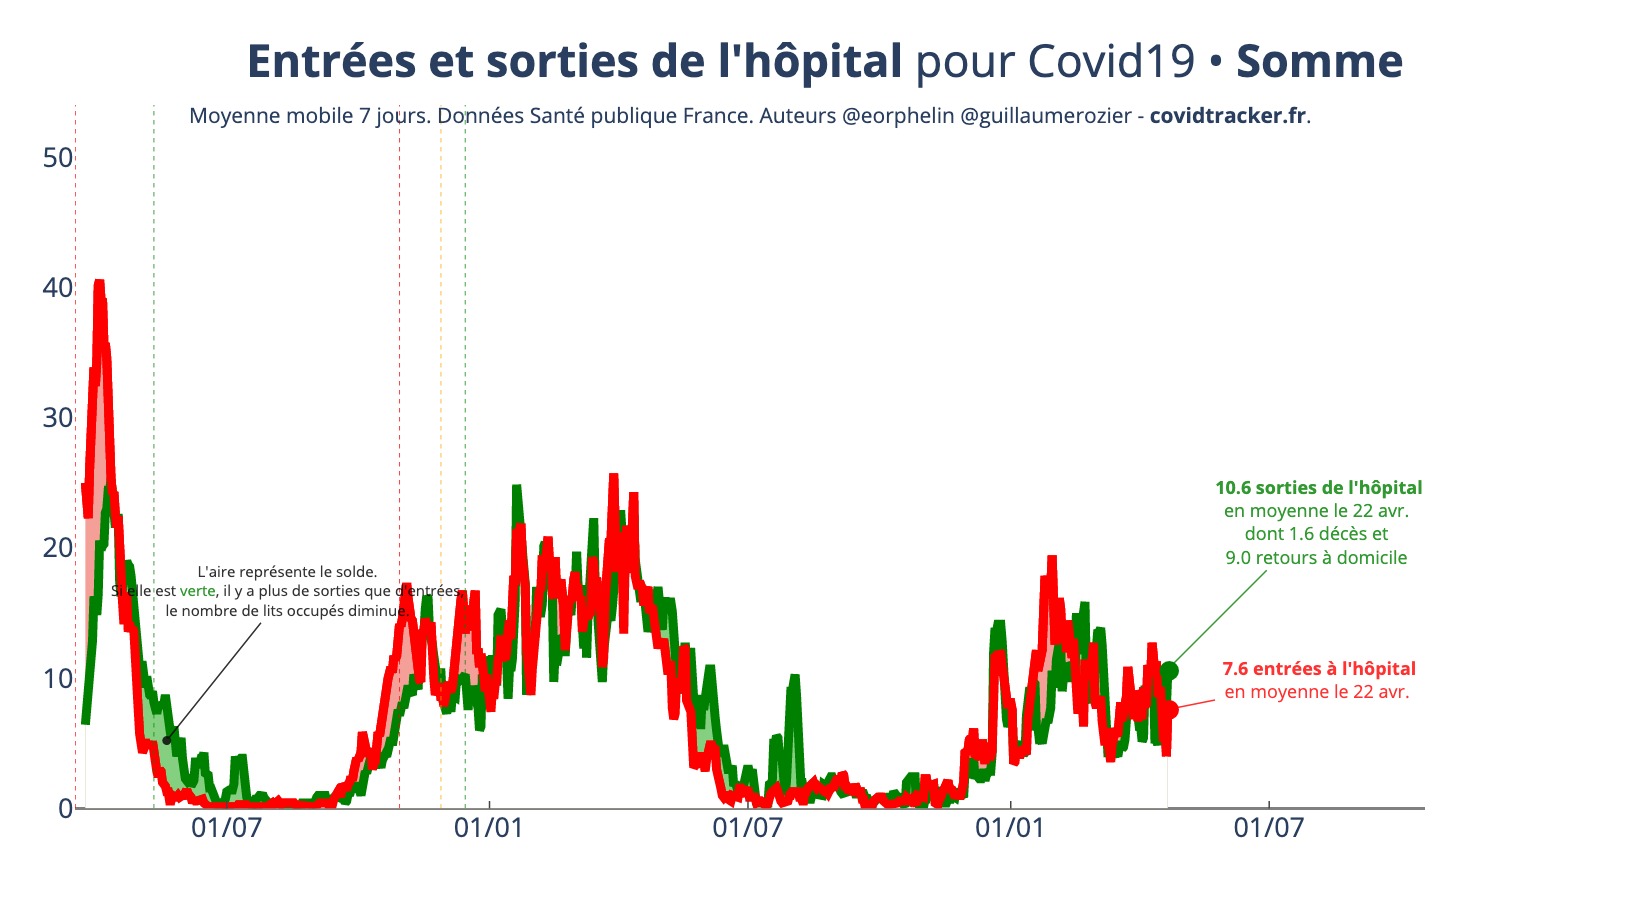 Entrées et sorties de l'hôpital pour Covid19 • Somme
Moyenne mobile 7 jours. Données Santé publique France. Auteurs @eorphelin @guillaumerozier - covidtracker.fr.
50
40
30
20
10
0
L'aire représente le solde.
Si elle est verte, il y a plus de sorties que d'entrées,
le nombre de lits occupés diminue.
10.6 sorties de l'hôpital
en moyenne le 22 avr.
dont 1.6 décès et
9.0 retours à domicile
7.6 entrées à l'hôpital
en moyenne le 22 avr.
01/07
01/01
01/07
01/01
01/07